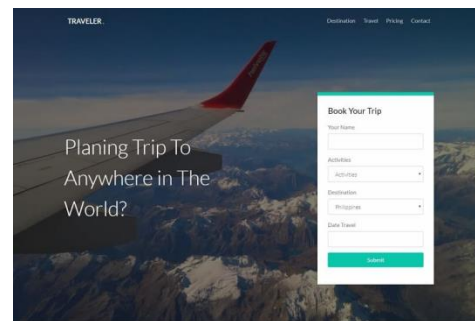 TRAVELER.
Destination Travel Pricing Contact
Planing Trip To
Anywhere in The
World?
Book Your Trip
Your Name
Activities
Activities
Destination
Philippines
Date Travel
Submit